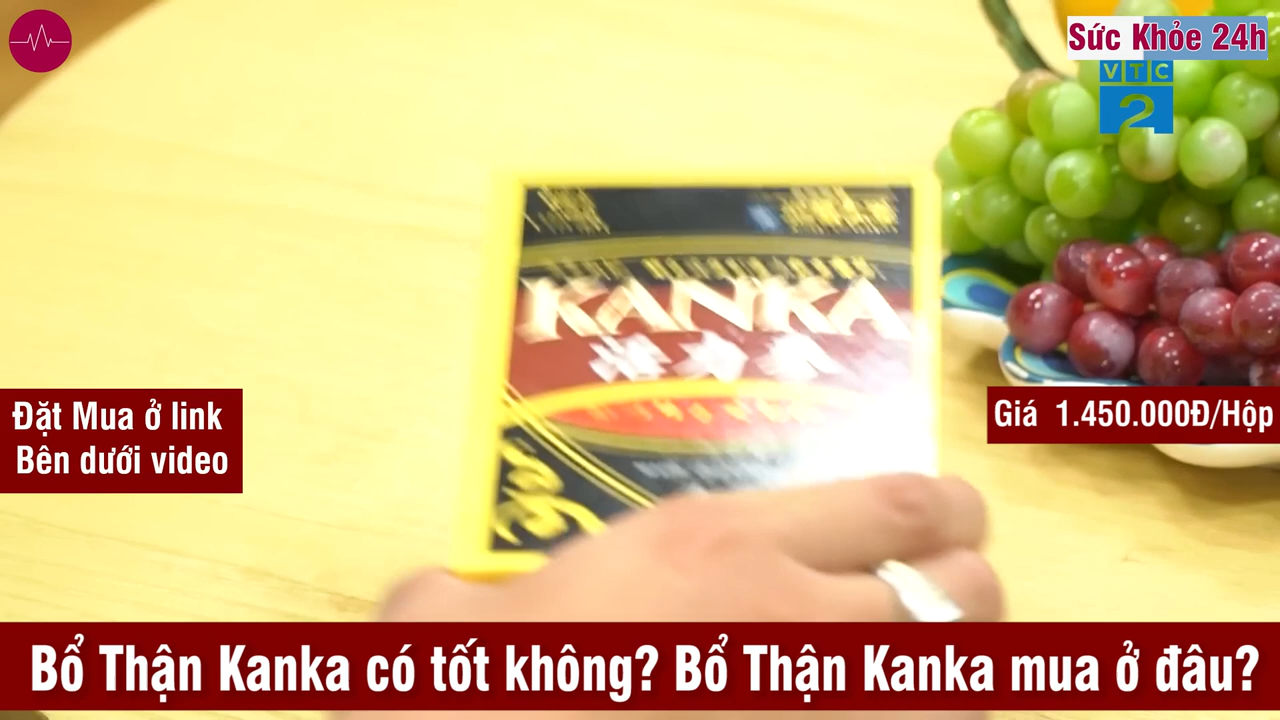 Sức Khỏe 24h
VTC
2
KANKA
Đặt Mua ở link
Bên dưới video
Giá 1.450.000Đ/Hộp
Bổ Thận Kanka có tốt không? Bổ Thận Kanka mua ở đâu?